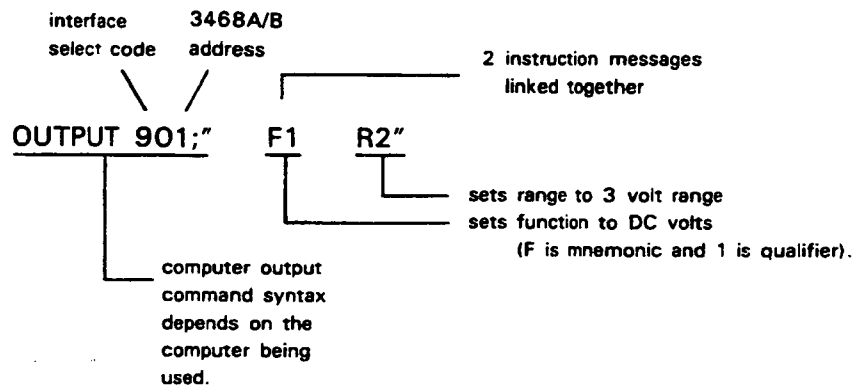 interface 3468A/B
select code address
2 instruction messages
linked together
OUTPUT 901;" F1 R2"
sets range to 3 volt range
sets function to DC volts
(F is mnemonic and 1 is qualifier).
computer output
command syntax
depends on the
computer being
used.